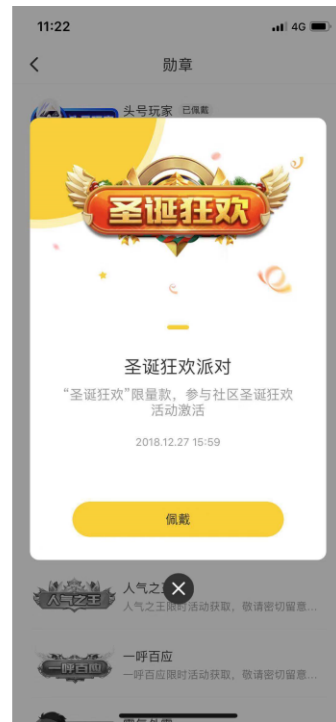 11:22
4G
勋章
头号玩家 已佩戴
圣诞狂欢
圣诞狂欢派对
“圣诞狂欢”限量款，参与社区圣诞狂欢
活动激活
2018.12.27 15:59
佩戴
人气之王
人气之
人气之王限时活动获取，敬请密切留意...
一呼百应
一呼百应
一呼百应限时活动获取，敬请密切留意...